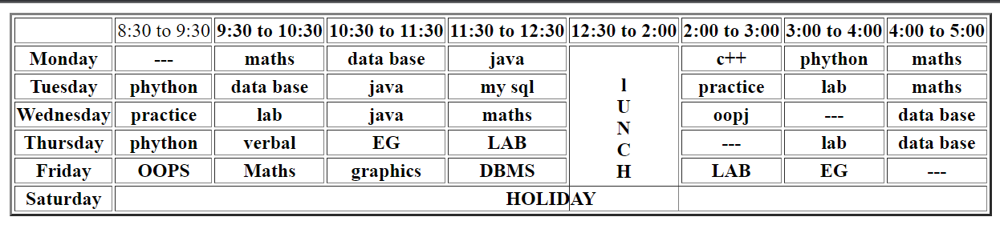 8:30 to 9:30 9:30 to 10:30 10:30 to 11:30 11:30 to 12:30 12:30 to 2:00 2:00 to 3:00 3:00 to 4:00 4:00 to 5:00
Monday --- maths data base java c++ phython maths
Tuesday phython data base java my sql practice lab maths
Wednesday practice lab java maths oopj --- data base
Thursday phython verbal EG LAB --- lab data base
Friday OOPS Maths graphics DBMS LAB EG ---
l
U
N
C
H
Saturday HOLIDAY